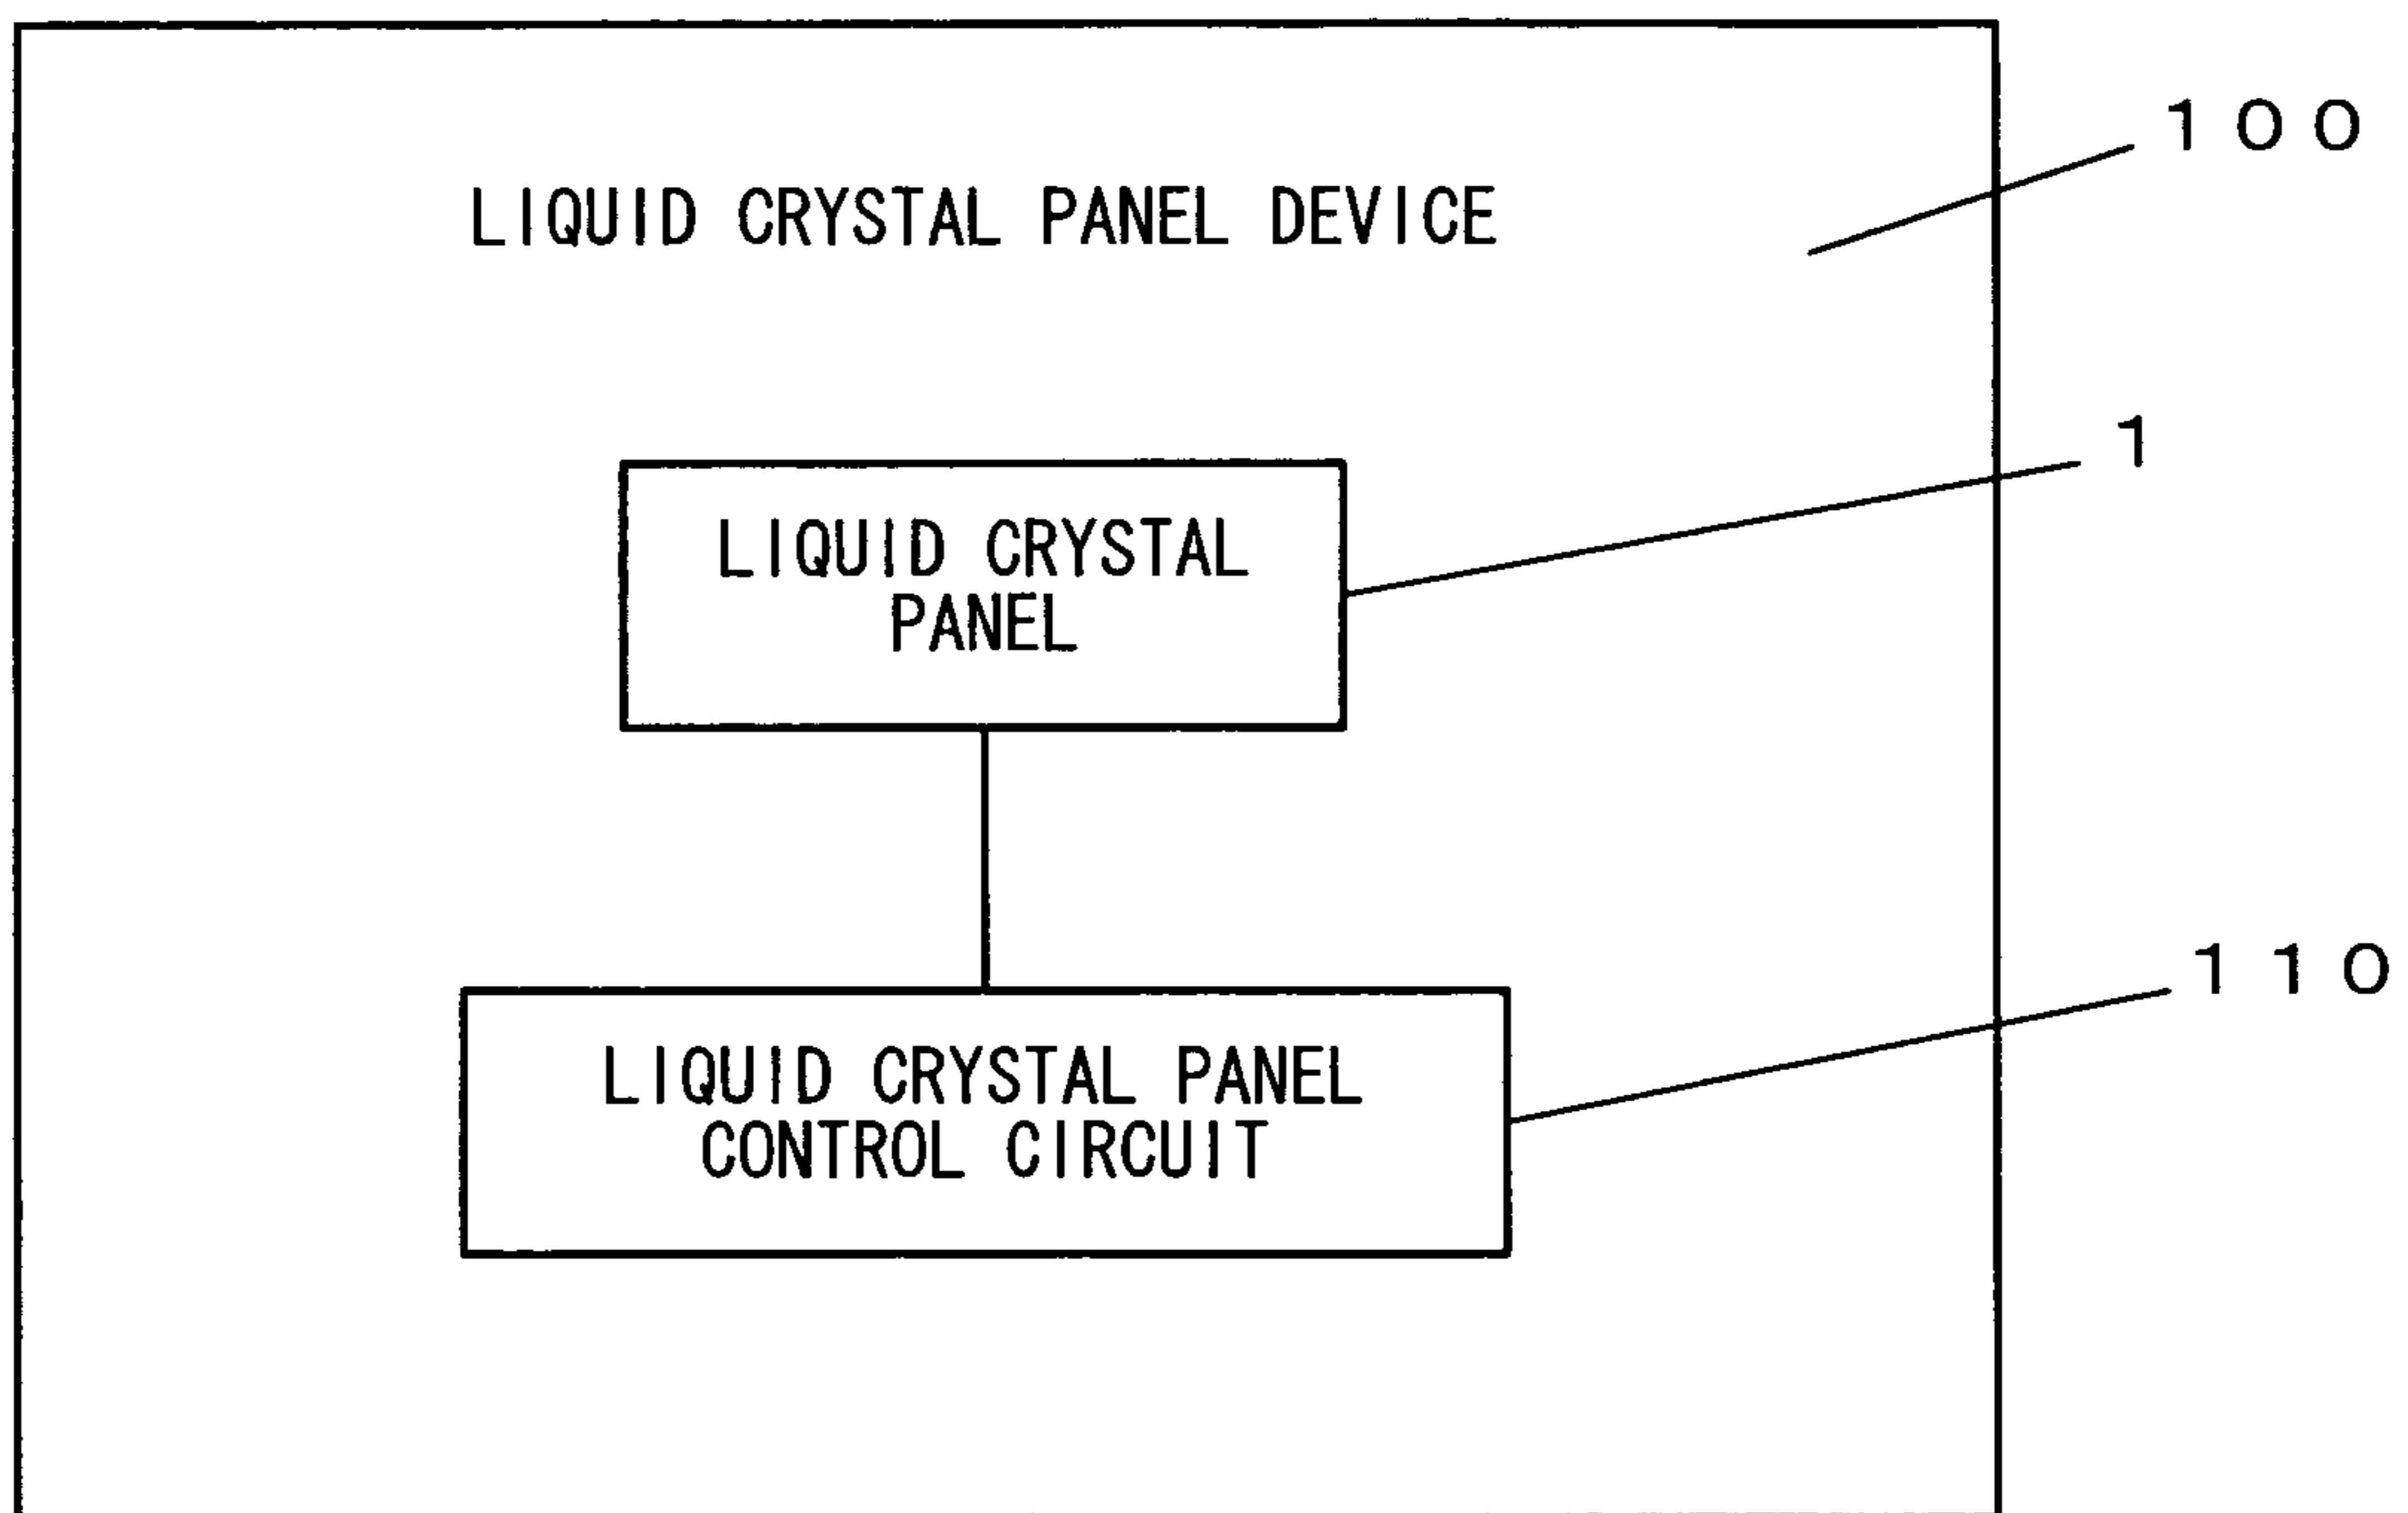 100
LIQUID CRYSTAL PANEL DEVICE
1
LIQUID CRYSTAL
PANEL
110
LIQUID CRYSTAL PANEL
CONTROL CIRCUIT